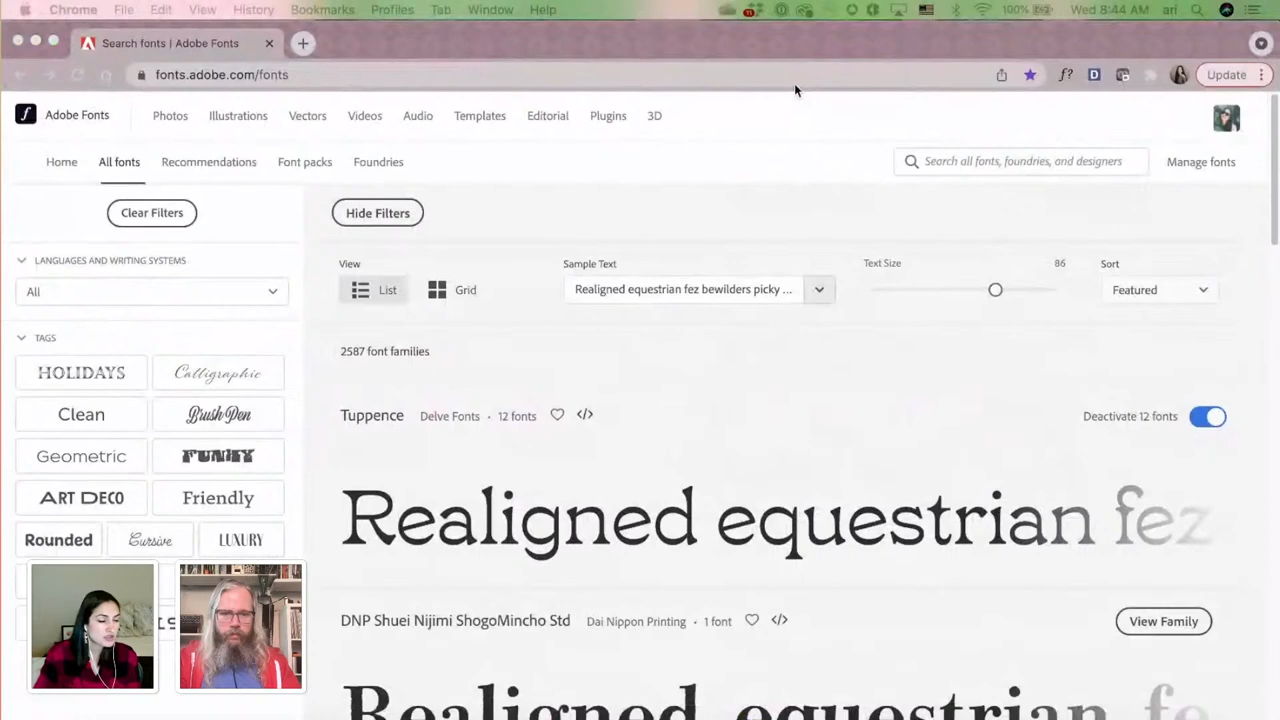 Chrome File Edit View History Bookmarks Profiles Tab Window Help 11 100% Wed 8:44 AM ari
Search fonts | Adobe Fonts
fonts.adobe.com/fonts f? D Update
Adobe Fonts Photos Illustrations Vectors Videos Audio Templates Editorial Plugins 3D
Home All fonts Recommendations Font packs Foundries Search all fonts, foundries, and designers Manage fonts
Clear Filters Hide Filters
LANGUAGES AND WRITING SYSTEMS View Sample Text Text Size 86 Sort
All List Grid Realigned equestrian fez bewilders picky ... Featured
TAGS
2587 font families
HOLIDAYS Calligraphic
Clean Brush Pen Tuppence Delve Fonts · 12 fonts </> Deactivate 12 fonts
Geometric FUNKY
ART DECO Friendly Realigned equestrian fez
Rounded Cursive LUXURY
DNP Shuei Nijimi ShogoMincho Std Dai Nippon Printing · 1 font </> View Family
Realigned equestrian